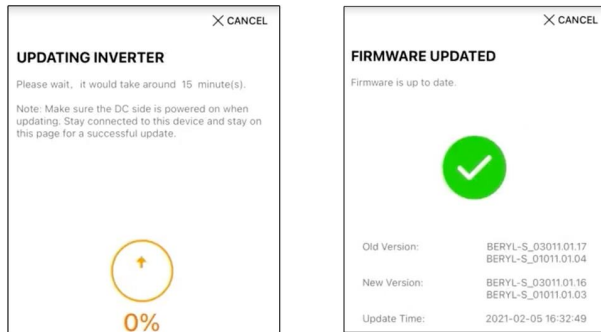 CANCEL
UPDATING INVERTER
Please wait, it would take around 15 minute(s).
Note: Make sure the DC side is powered on when
updating. Stay connected to this device and stay on
this page for a successful update.
0%
CANCEL
FIRMWARE UPDATED
Firmware is up to date.
Old Version: BERYL-S_03011.01.17
BERYL-S_01011.01.04
New Version: BERYL-S_03011.01.16
BERYL-S_01011.01.03
Update Time: 2021-02-05 16:32:49